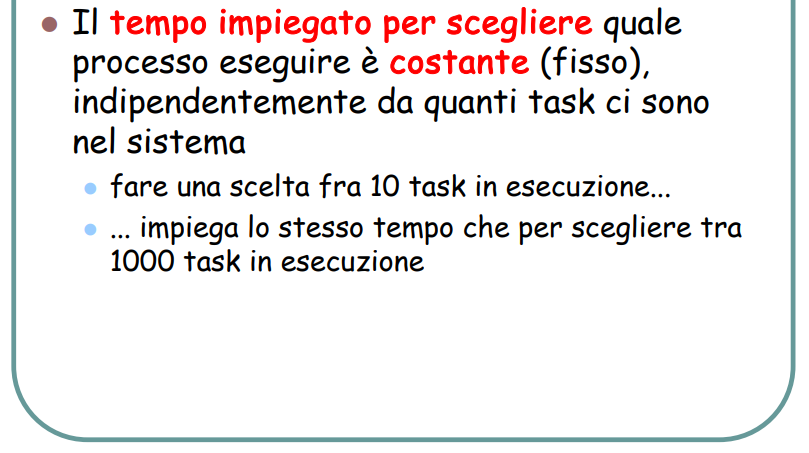 Il tempo impiegato per scegliere quale
processo eseguire è costante (fisso),
indipendentemente da quanti task ci sono
nel sistema
fare una scelta fra 10 task in esecuzione...
... impiega lo stesso tempo che per scegliere tra
1000 task in esecuzione